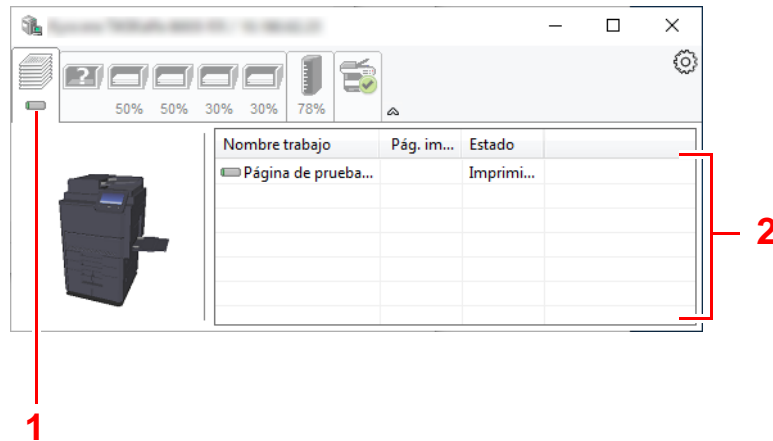 50% 50% 30% 30% 78%
Nombre trabajo Pág. im... Estado
Página de prueba... Imprimi...
2
1